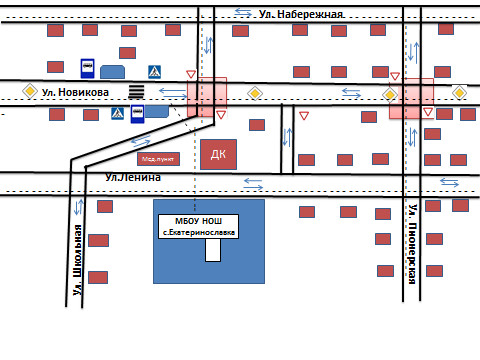 Ул. Набережная
Ул. Новикова
Мед.пункт
ДК
Ул.Ленина
МБОУ НОШ
с.Екатеринославка
Ул. Школьная
Ул. Пионерская